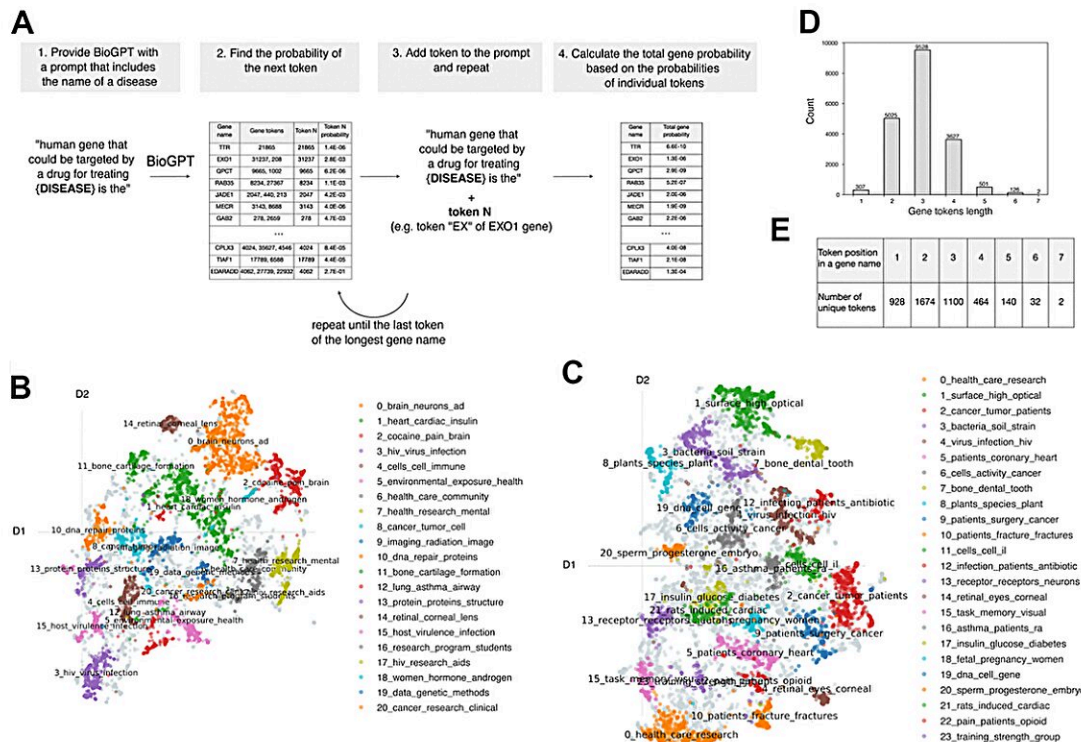 A
1. Provide BioGPT with
a prompt that includes
the name of a disease
2. Find the probability of
the next token
3. Add token to the prompt
and repeat
4. Calculate the total gene probability
based on the probabilities
of individual tokens
"human gene that
could be targeted by
a drug for treating
{DISEASE} is the"
BioGPT
Gene name Gene tokens Token N Token N probability
TTR 21865 21865 1.4E-06
EXO1 31237, 208 31237 2.8E-03
QPCT 9665, 1002 9665 6.2E-06
RAB35 8234, 27367 8234 1.1E-03
JADE1 2047, 440, 213 2047 4.2E-03
MECR 3143, 8688 3143 4.0E-06
GAB2 278, 2659 278 4.7E-03
...
CPLX3 4024, 35627, 4546 4024 8.4E-05
TIAF1 17789, 6588 17789 4.4E-05
EDARADD 4062, 27739, 22932 4062 2.7E-01
"human gene that
could be targeted by
a drug for treating
{DISEASE} is the"
+
token N
(e.g. token "EX" of EXO1 gene)
repeat until the last token
of the longest gene name
Gene name Total gene probability
TTR 6.6E-10
EXO1 1.3E-06
QPCT 2.9E-09
RAB35 5.2E-07
JADE1 2.0E-06
MECR 1.9E-09
GAB2 2.2E-06
...
CPLX3 4.0E-08
TIAF1 2.1E-08
EDARADD 1.3E-04
D
Count
10000
8000
6000
4000
2000
0
307
5025
9528
3627
501
126
2
1 2 3 4 5 6 7
Gene tokens length
E
Token position in a gene name 1 2 3 4 5 6 7
Number of unique tokens 928 1674 1100 464 140 32 2
B
D2
D1
14_retinal_corneal_lens
0_brain_neurons_ad
11_bone_cartilage_formation
2_cocaine_pain_brain
18_women_hormone_androgen
1_heart_cardiac_insulin
10_dna_repair_proteins
13_protein_proteins_structure
19_data_genetic_methods
4_cells_cell_immune
12_lung_asthma_airway
5_environmental_exposure_health
15_host_virulence_infection
3_hiv_virus_infection
0_brain_neurons_ad
1_heart_cardiac_insulin
2_cocaine_pain_brain
3_hiv_virus_infection
4_cells_cell_immune
5_environmental_exposure_health
6_health_care_community
7_health_research_mental
8_cancer_tumor_cell
9_imaging_radiation_image
10_dna_repair_proteins
11_bone_cartilage_formation
12_lung_asthma_airway
13_protein_proteins_structure
14_retinal_corneal_lens
15_host_virulence_infection
16_research_program_students
17_hiv_research_aids
18_women_hormone_androgen
19_data_genetic_methods
20_cancer_research_clinical
C
D2
D1
1_surface_high_optical
3_bacteria_soil_strain
7_bone_dental_tooth
8_plants_species_plant
12_infection_patients_antibiotic
19_dna_cell_gene
virus_infection_hiv
6_cells_activity_cancer
20_sperm_progesterone_embryo
cells_cell_il
16_asthma_patients_ra
17_insulin_glucose_diabetes
2_cancer_tumor_patients
21_rats_induced_cardiac
13_receptor_receptors
9_patients_surgery_cancer
5_patients_coronary_heart
15_task_memory_visual
retinal_eyes_corneal
10_patients_fracture_fractures
0_health_care_research
0_health_care_research
1_surface_high_optical
2_cancer_tumor_patients
3_bacteria_soil_strain
4_virus_infection_hiv
5_patients_coronary_heart
6_cells_activity_cancer
7_bone_dental_tooth
8_plants_species_plant
9_patients_surgery_cancer
10_patients_fracture_fractures
11_cells_cell_il
12_infection_patients_antibiotic
13_receptor_receptors_neurons
14_retinal_eyes_corneal
15_task_memory_visual
16_asthma_patients_ra
17_insulin_glucose_diabetes
18_fetal_pregnancy_women
19_dna_cell_gene
20_sperm_progesterone_embryo
21_rats_induced_cardiac
22_pain_patients_opioid
23_training_strength_group